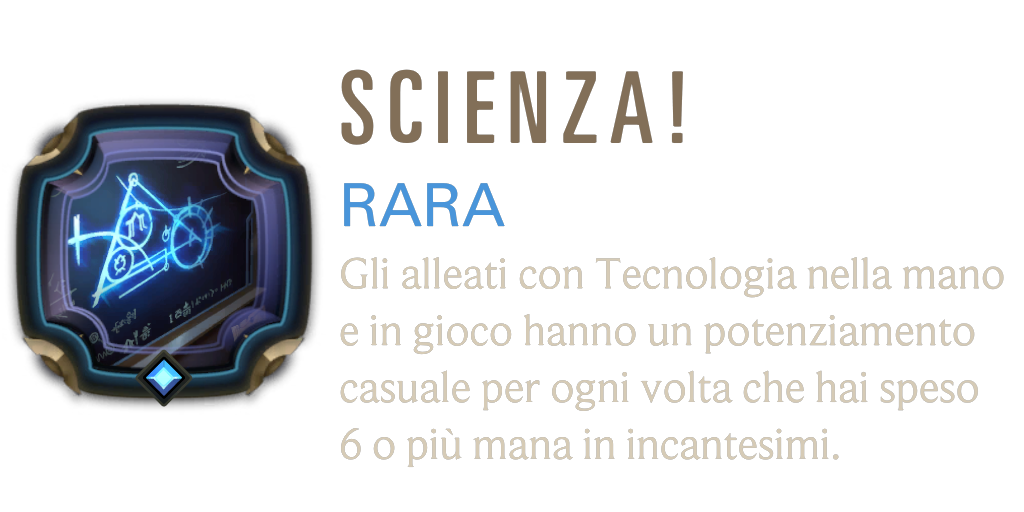 SCIENZA!
RARA
Gli alleati con Tecnologia nella mano
e in gioco hanno un potenziamento
casuale per ogni volta che hai speso
6 o più mana in incantesimi.